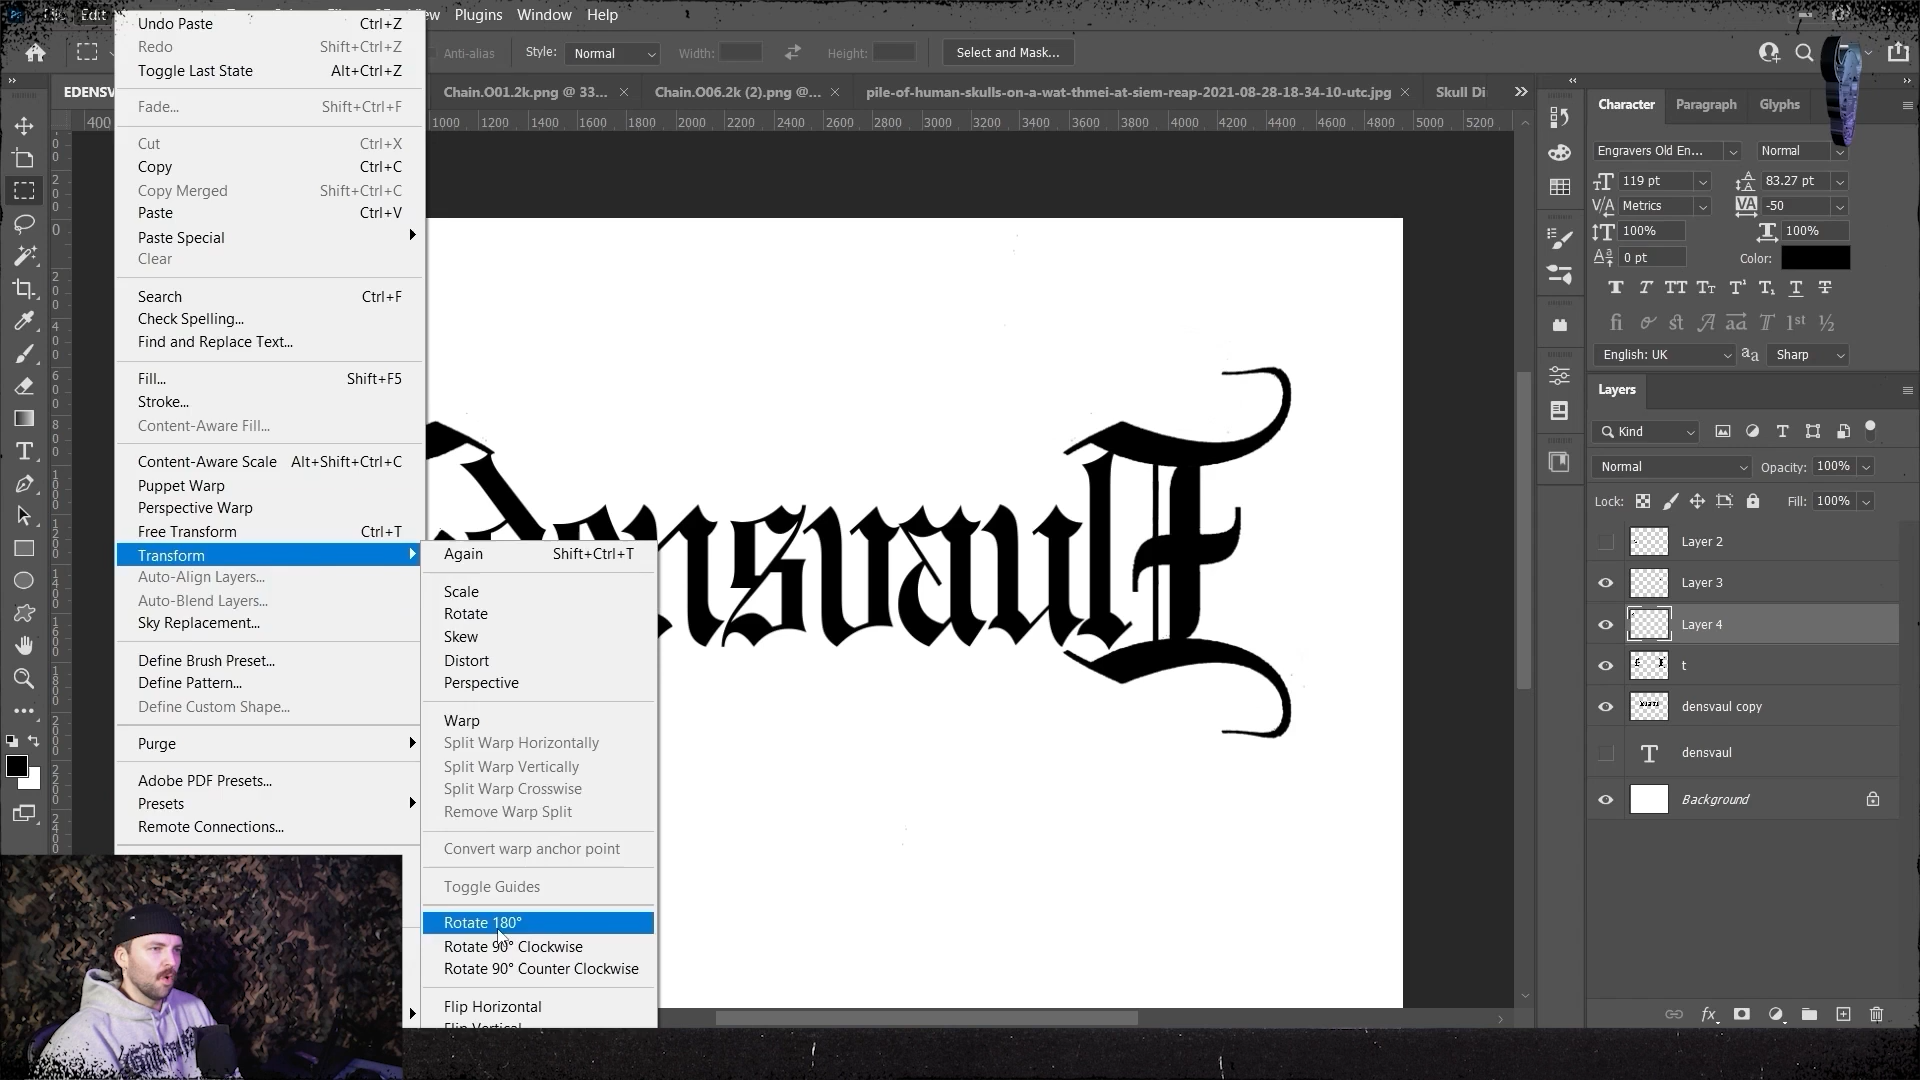 Edit View Plugins Window Help
Anti-alias Style: Normal Width: Height: Select and Mask...
EDENSV Chain.O01.2k.png @ 33... Chain.O06.2k (2).png @... pile-of-human-skulls-on-a-wat-thmei-at-siem-reap-2021-08-28-18-34-10-utc.jpg Skull Di
400 1000 1200 1400 1600 1800 2000 2200 2400 2600 2800 3000 3200 3400 3600 3800 4000 4200 4400 4600 4800 5000 5200
Undo Paste Ctrl+Z
Redo Shift+Ctrl+Z
Toggle Last State Alt+Ctrl+Z
Fade... Shift+Ctrl+F
Cut Ctrl+X
Copy Ctrl+C
Copy Merged Shift+Ctrl+C
Paste Ctrl+V
Paste Special
Clear
Search Ctrl+F
Check Spelling...
Find and Replace Text...
Fill... Shift+F5
Stroke...
Content-Aware Fill...
Content-Aware Scale Alt+Shift+Ctrl+C
Puppet Warp
Perspective Warp
Free Transform Ctrl+T
Transform
Auto-Align Layers...
Auto-Blend Layers...
Sky Replacement...
Define Brush Preset...
Define Pattern...
Define Custom Shape...
Purge
Adobe PDF Presets...
Presets
Remote Connections...
Again Shift+Ctrl+T
Scale
Rotate
Skew
Distort
Perspective
Warp
Split Warp Horizontally
Split Warp Vertically
Split Warp Crosswise
Remove Warp Split
Convert warp anchor point
Toggle Guides
Rotate 180°
Rotate 90° Clockwise
Rotate 90° Counter Clockwise
Flip Horizontal
Flip Vertical
densvaul
Character Paragraph Glyphs
Engravers Old En... Normal
119 pt 83.27 pt
Metrics -50
100% 100%
0 pt Color:
English: UK Sharp
Layers
Kind
Normal Opacity: 100%
Lock: Fill: 100%
Layer 2
Layer 3
Layer 4
t
densvaul copy
densvaul
Background